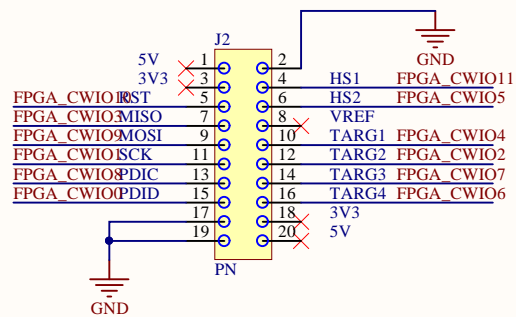 J2
GND
5V 1 2
3V3 3 4 HS1 FPGA_CWIO11
FPGA_CWIO10 RST 5 6 HS2 FPGA_CWIO5
FPGA_CWIO3 MISO 7 8 VREF
FPGA_CWIO9 MOSI 9 10 TARG1 FPGA_CWIO4
FPGA_CWIO1 SCK 11 12 TARG2 FPGA_CWIO2
FPGA_CWIO8 PDIC 13 14 TARG3 FPGA_CWIO7
FPGA_CWIO0 PDID 15 16 TARG4 FPGA_CWIO6
17 18 3V3
19 20 5V
PN
GND